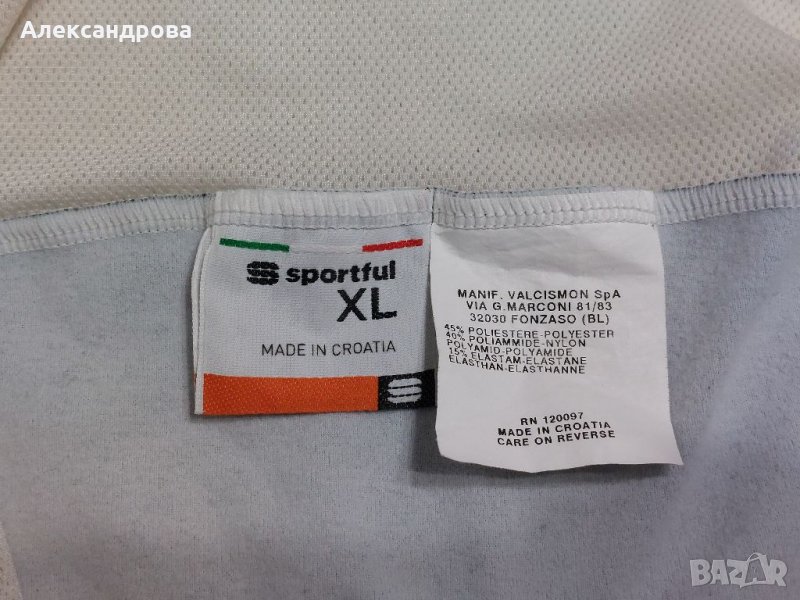 Александрова
sportful
XL
MADE IN CROATIA
MANIF. VALCISMON SpA
VIA G.MARCONI 81/83
32030 FONZASO (BL)
45% POLIESTERE-POLYESTER
40% POLIAMMIDE-NYLON
POLYAMID-POLYAMIDE
15% ELASTAM-ELASTANE
ELASTHAN-ELASTHANNE
RN 120097
MADE IN CROATIA
CARE ON REVERSE
BAZAR